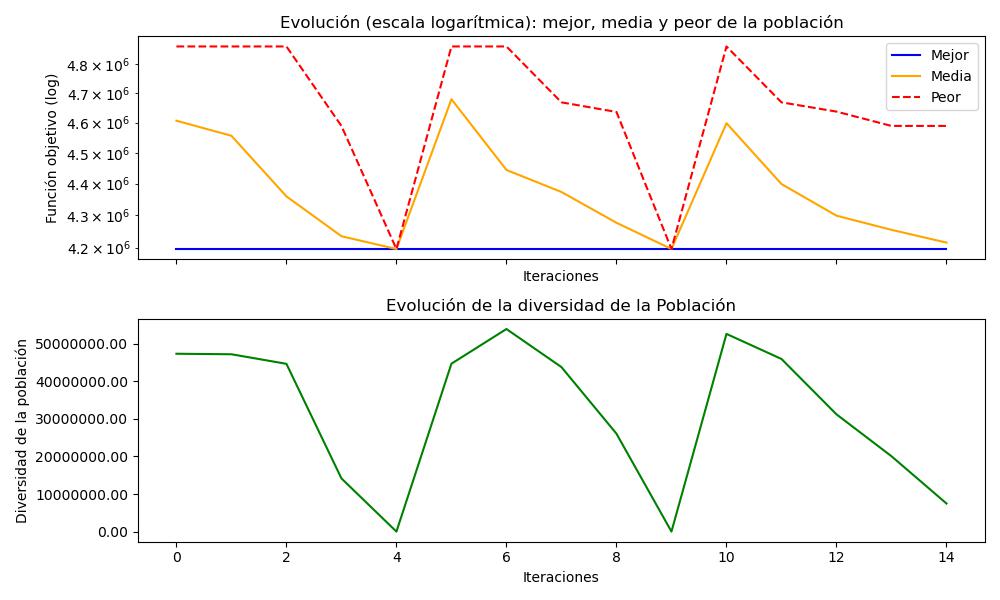 Evolución (escala logarítmica): mejor, media y peor de la población
Función objetivo (log)
4.8 × 10⁶
4.7 × 10⁶
4.6 × 10⁶
4.5 × 10⁶
4.4 × 10⁶
4.3 × 10⁶
4.2 × 10⁶
Mejor
Media
Peor
Iteraciones
Evolución de la diversidad de la Población
Diversidad de la población
50000000.00
40000000.00
30000000.00
20000000.00
10000000.00
0.00
0 2 4 6 8 10 12 14
Iteraciones